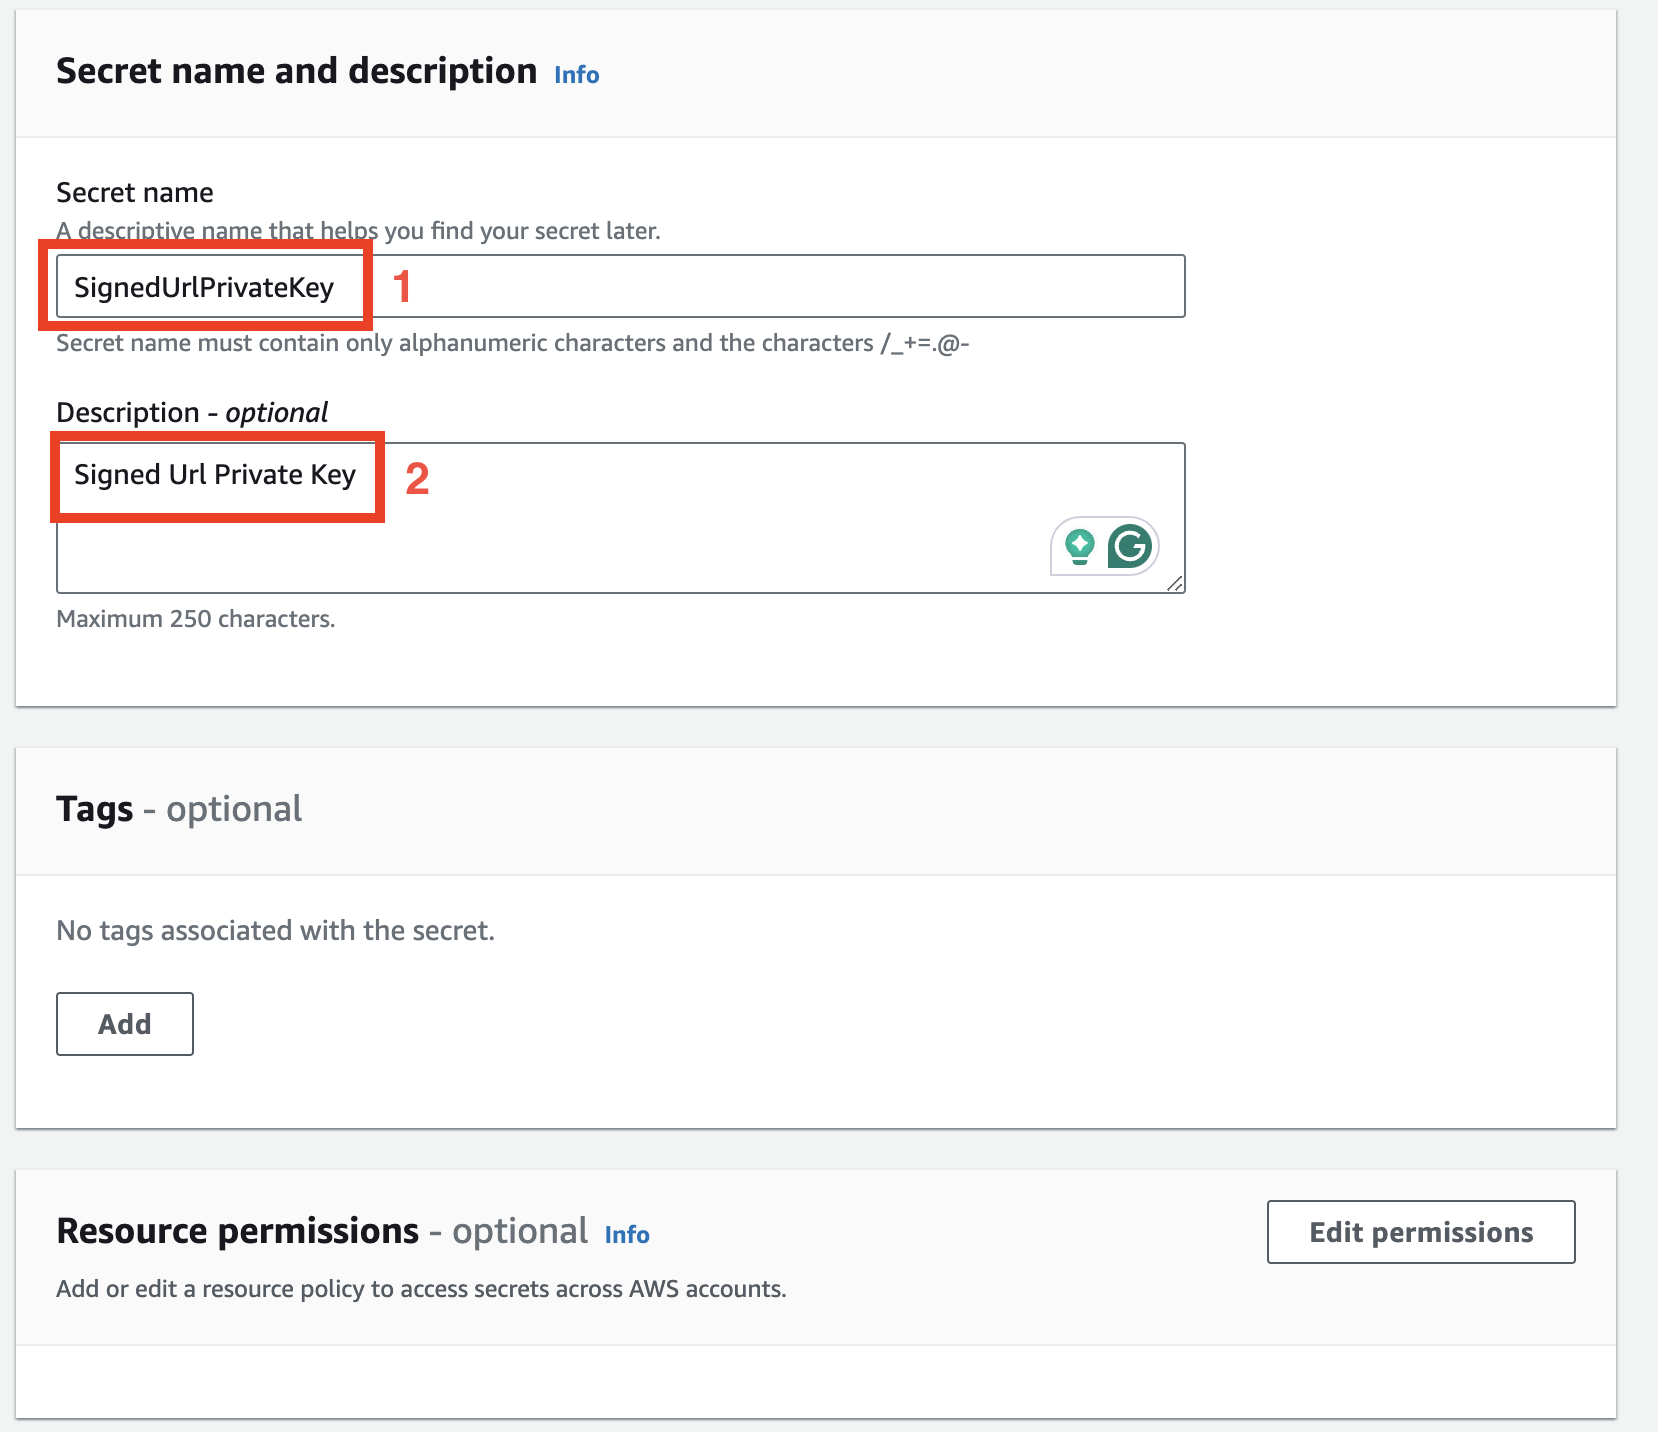 Secret name and description Info
Secret name
A descriptive name that helps you find your secret later.
SignedUrlPrivateKey 1
Secret name must contain only alphanumeric characters and the characters /_+=.@-
Description - optional
Signed Url Private Key 2
G
Maximum 250 characters.
Tags - optional
No tags associated with the secret.
Add
Resource permissions - optional Info
Edit permissions
Add or edit a resource policy to access secrets across AWS accounts.